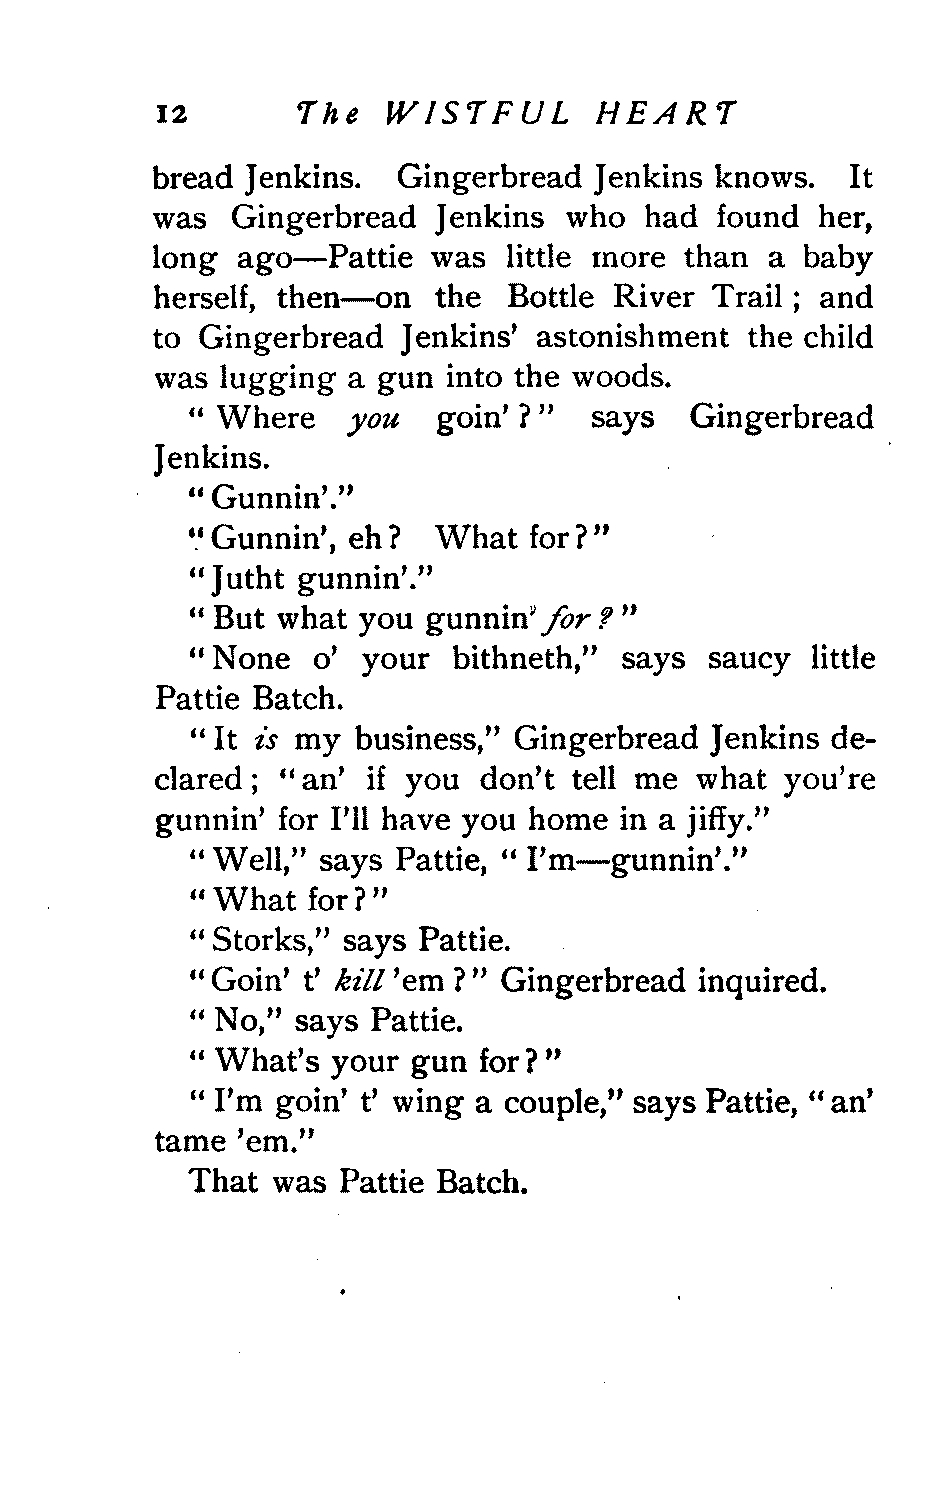 12 The WISTFUL HEART
bread Jenkins. Gingerbread Jenkins knows. It
was Gingerbread Jenkins who had found her,
long ago—Pattie was little more than a baby
herself, then—on the Bottle River Trail; and
to Gingerbread Jenkins' astonishment the child
was lugging a gun into the woods.
"Where you goin'?" says Gingerbread
Jenkins.
"Gunnin'."
"Gunnin', eh? What for?"
"Jutht gunnin'."
"But what you gunnin' for?"
"None o' your bithneth," says saucy little
Pattie Batch.
"It is my business," Gingerbread Jenkins de-
clared; "an' if you don't tell me what you're
gunnin' for I'll have you home in a jiffy."
"Well," says Pattie, "I'm—gunnin'."
"What for?"
"Storks," says Pattie.
"Goin' t' kill 'em?" Gingerbread inquired.
"No," says Pattie.
"What's your gun for?"
"I'm goin' t' wing a couple," says Pattie, "an'
tame 'em."
That was Pattie Batch.